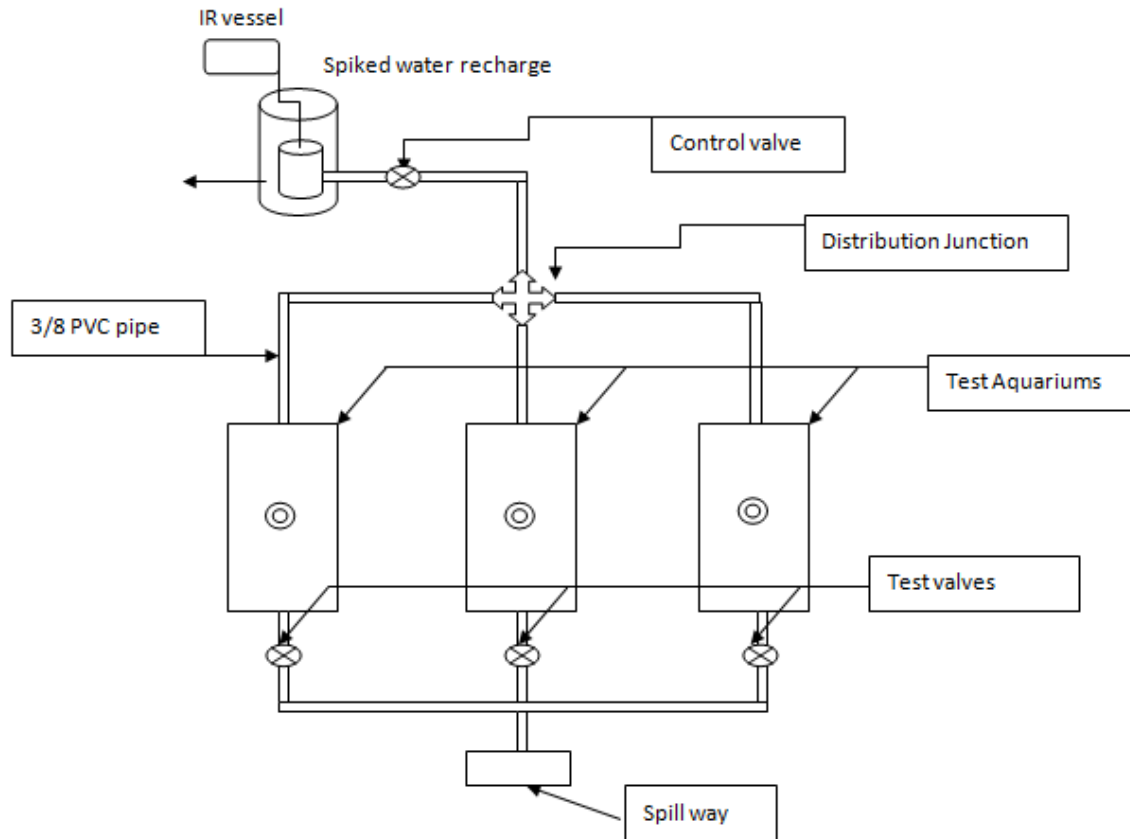 IR vessel
Spiked water recharge
Control valve
Distribution Junction
3/8 PVC pipe
Test Aquariums
Test valves
Spill way